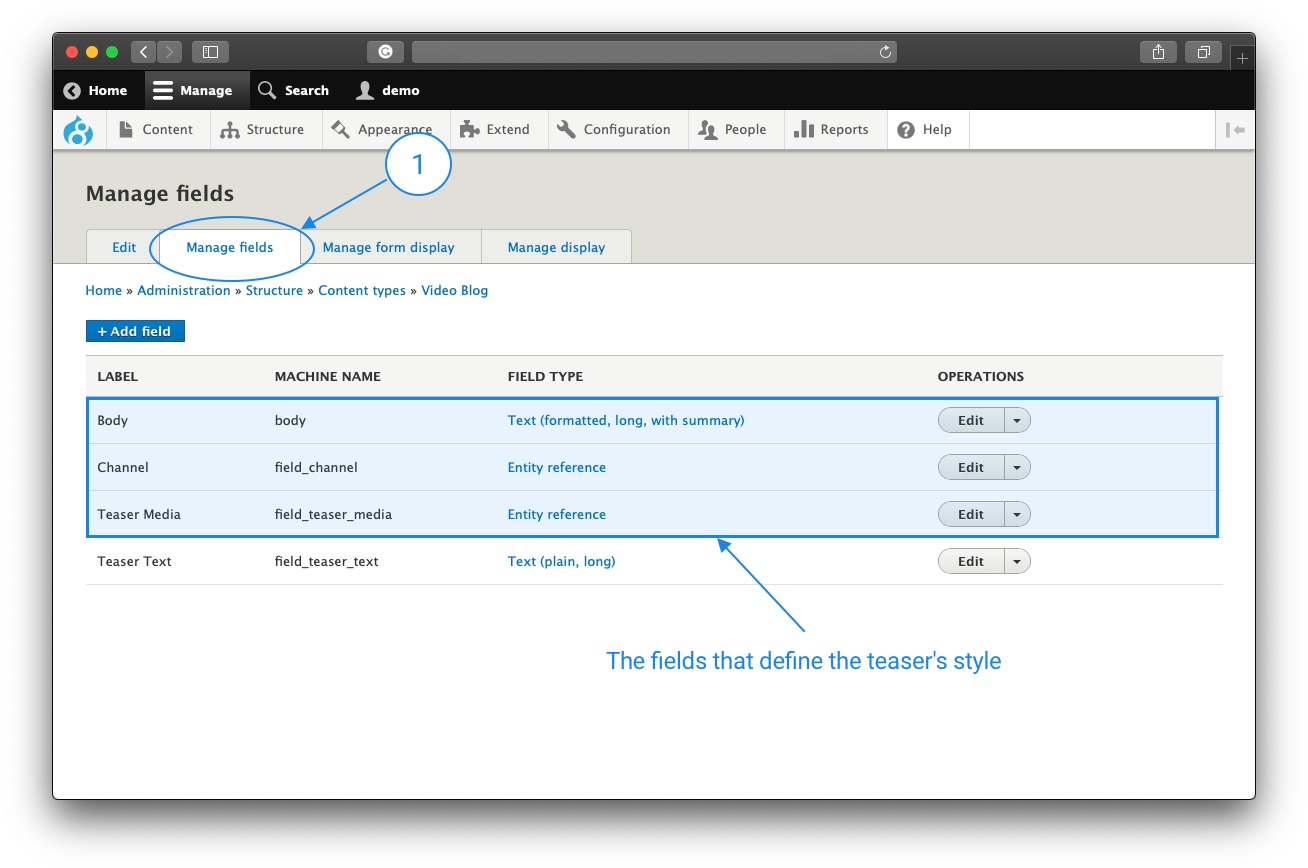 Home Manage Search demo
Content Structure Appearance Extend Configuration People Reports Help
1
Manage fields
Edit Manage fields Manage form display Manage display
Home » Administration » Structure » Content types » Video Blog
+ Add field
LABEL MACHINE NAME FIELD TYPE OPERATIONS
Body body Text (formatted, long, with summary) Edit
Channel field_channel Entity reference Edit
Teaser Media field_teaser_media Entity reference Edit
Teaser Text field_teaser_text Text (plain, long) Edit
The fields that define the teaser's style